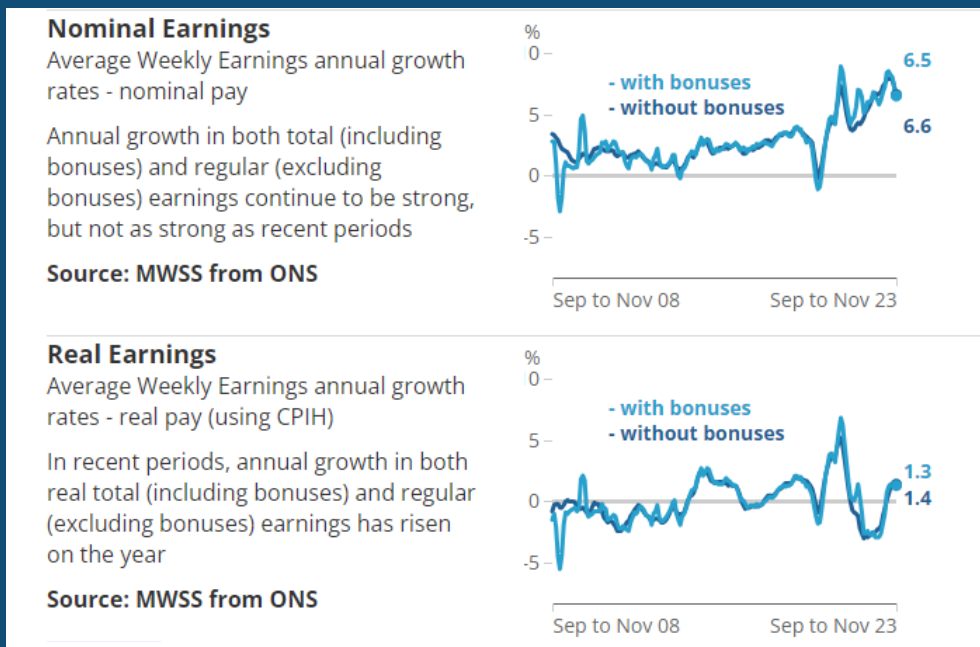 Nominal Earnings
Average Weekly Earnings annual growth
rates - nominal pay
Annual growth in both total (including
bonuses) and regular (excluding
bonuses) earnings continue to be strong,
but not as strong as recent periods
Source: MWSS from ONS
%
0
- with bonuses
- without bonuses
6.5
5
6.6
0
-5
Sep to Nov 08
Sep to Nov 23
Real Earnings
Average Weekly Earnings annual growth
rates - real pay (using CPIH)
In recent periods, annual growth in both
real total (including bonuses) and regular
(excluding bonuses) earnings has risen
on the year
Source: MWSS from ONS
%
0
- with bonuses
- without bonuses
5
1.3
0
1.4
-5
Sep to Nov 08
Sep to Nov 23